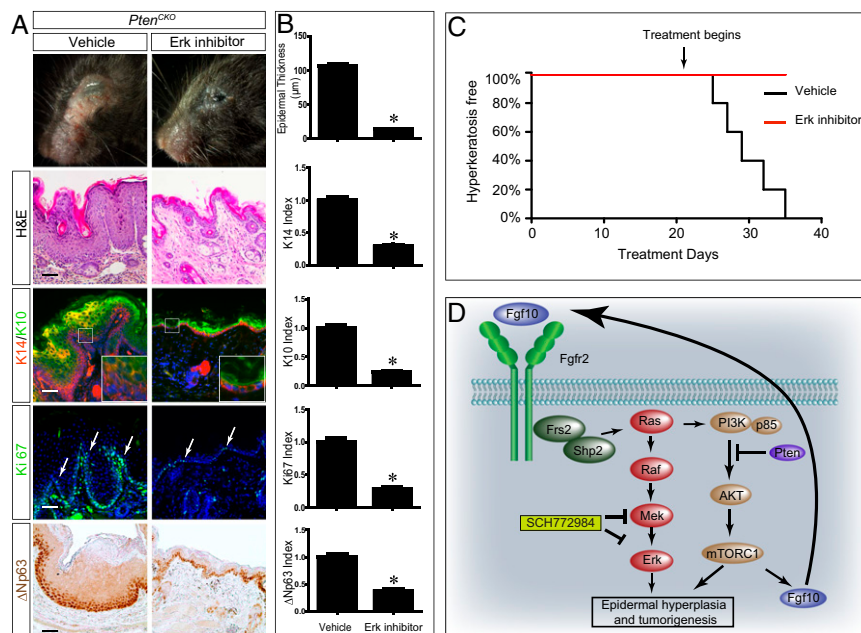 A
Pten^CKO
Vehicle
Erk inhibitor
H&E
K14/K10
Ki 67
ΔNp63
B
Epidermal Thickness
(μm)
150
100
50
0
*
K14 Index
1.5
1.0
0.5
0.0
*
K10 Index
1.5
1.0
0.5
0.0
*
Ki67 Index
1.5
1.0
0.5
0.0
*
ΔNp63 Index
1.5
1.0
0.5
0.0
*
Vehicle
Erk inhibitor
C
Treatment begins
Hyperkeratosis free
100%
80%
60%
40%
20%
0%
0
10
20
30
40
Treatment Days
Vehicle
Erk inhibitor
D
Fgf10
Fgfr2
Frs2
Shp2
Ras
PI3K
p85
Raf
Pten
Mek
AKT
SCH772984
Erk
mTORC1
Fgf10
Epidermal hyperplasia
and tumorigenesis